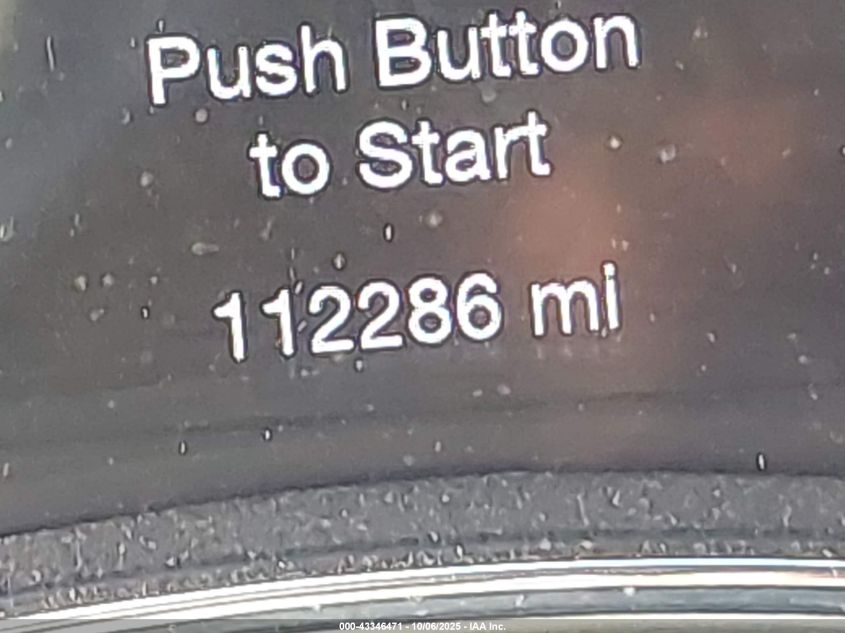 Push Button
to Start
112286 mi
000-43346471 - 10/06/2025 - IAA Inc.